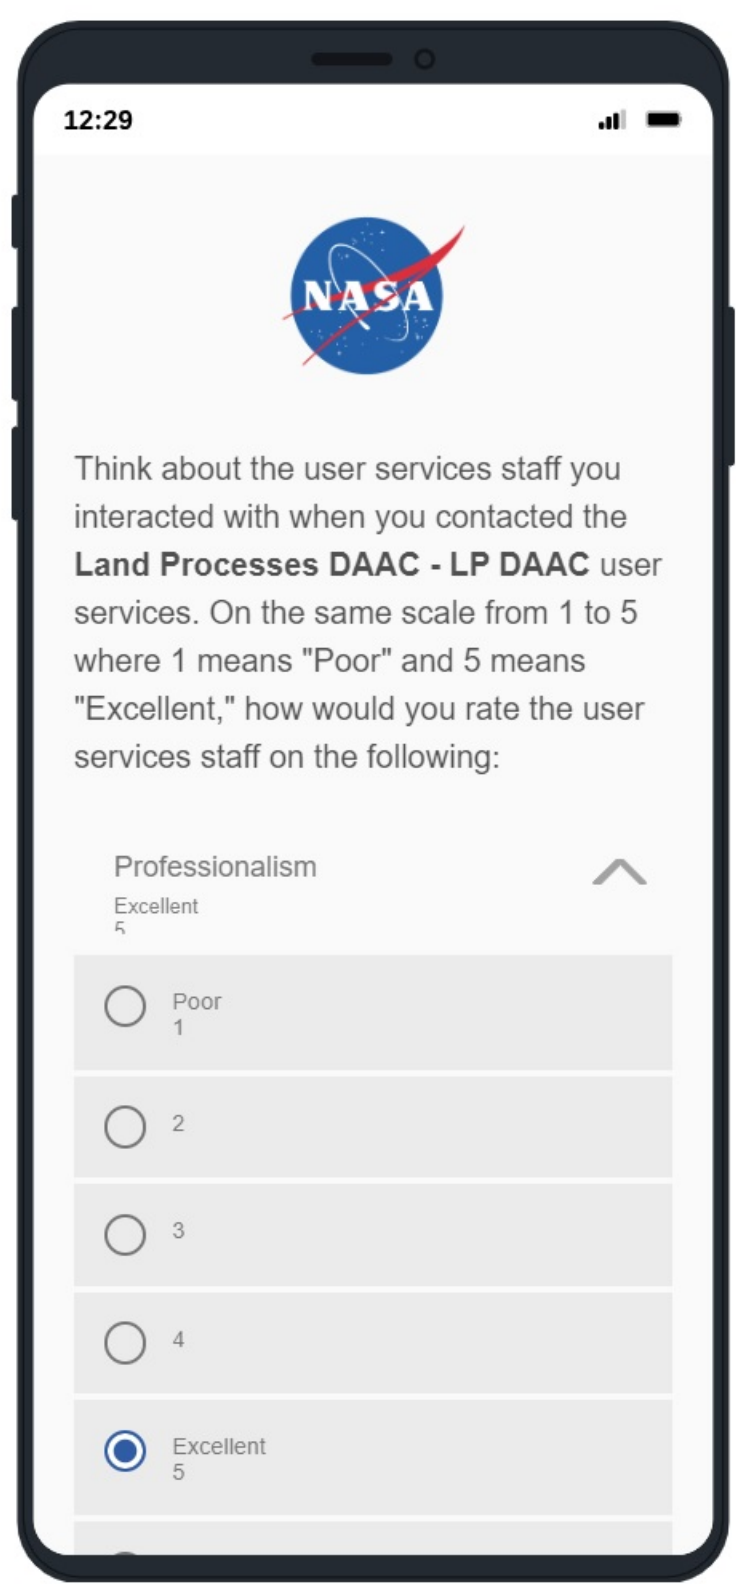 12:29
NASA
Think about the user services staff you
interacted with when you contacted the
Land Processes DAAC - LP DAAC user
services. On the same scale from 1 to 5
where 1 means "Poor" and 5 means
"Excellent," how would you rate the user
services staff on the following:
Professionalism
Excellent
5
Poor
1
2
3
4
Excellent
5